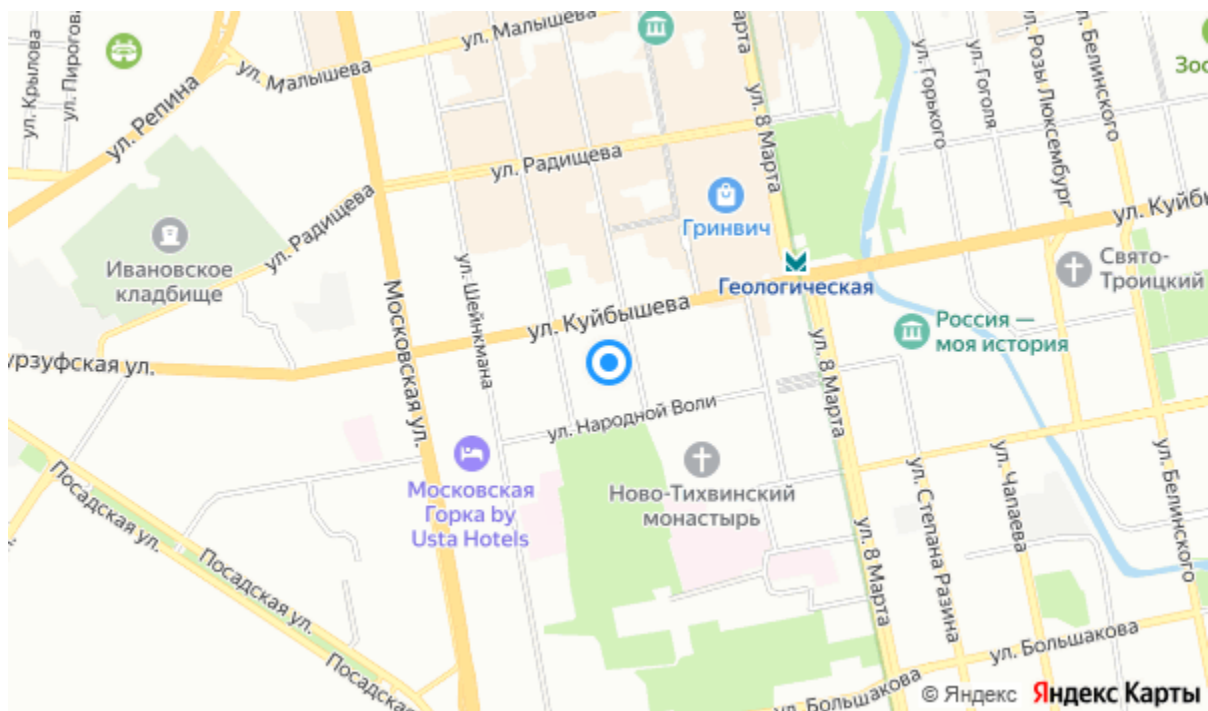 ул. Малышева
ул. Малышева
ул. Крылова
ул. Пирогова
ул. Репина
8 Марта
ул. 8 Марта
ул. Горького
ул. Гоголя
ул. Розы Люксембург
ул. Белинского
Зоо
ул. Радищева
ул. Радищева
Гринвич
ул. Куйбы
Ивановское
кладбище
Московская ул.
ул. Шейнкмана
ул. Куйбышева
Геологическая
Свято-
Троицкий
Россия —
моя история
урзуфская ул.
ул. 8 Марта
ул. Народной Воли
Московская
Горка by
Usta Hotels
Ново-Тихвинский
монастырь
Посадская ул.
Посадская ул.
Посадская
ул. 8 Марта
ул. Степана Разина
ул. Чапаева
ул. Белинского
ул. Большакова
ул. Большакова
© Яндекс Яндекс Карты